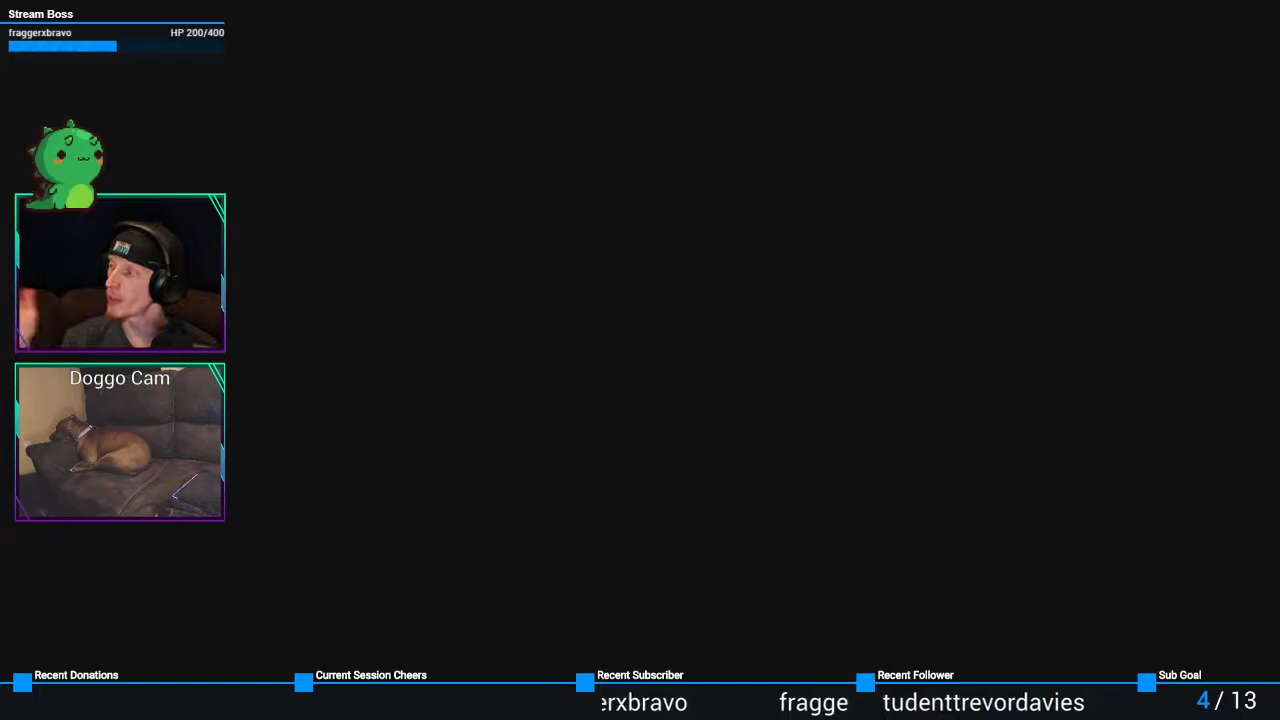 Stream Boss
fraggerxbravo HP 200/400
Doggo Cam
Recent Donations
Current Session Cheers
Recent Subscriber
erxbravo fragge
Recent Follower
tudenttrevordavies
Sub Goal
4 / 13